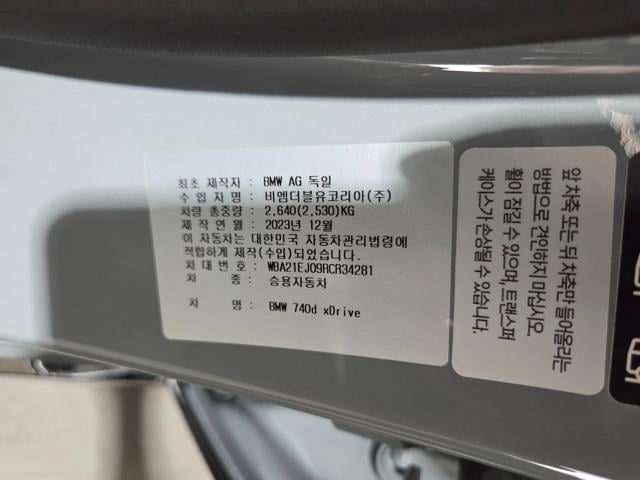 최초 제작자 : BMW AG 독일
수 입 자 명 : 비엠더블유코리아(주)
차량 총중량 : 2,640(2,530)KG
제 작 연 월 : 2023년 12월
이 자동차는 대한민국 자동차관리법령에
적합하게 제작(수입)되었습니다.
차 대 번 호 : WBA21EJ09RCR34281
차 종 : 승용자동차
차 명 : BMW 740d xDrive
앞 차축 또는 뒤 차축만 들어올리는
방법으로 견인하지 마십시오.
휠이 잠길 수 있으며, 트랜스퍼
케이스가 손상될 수 있습니다.